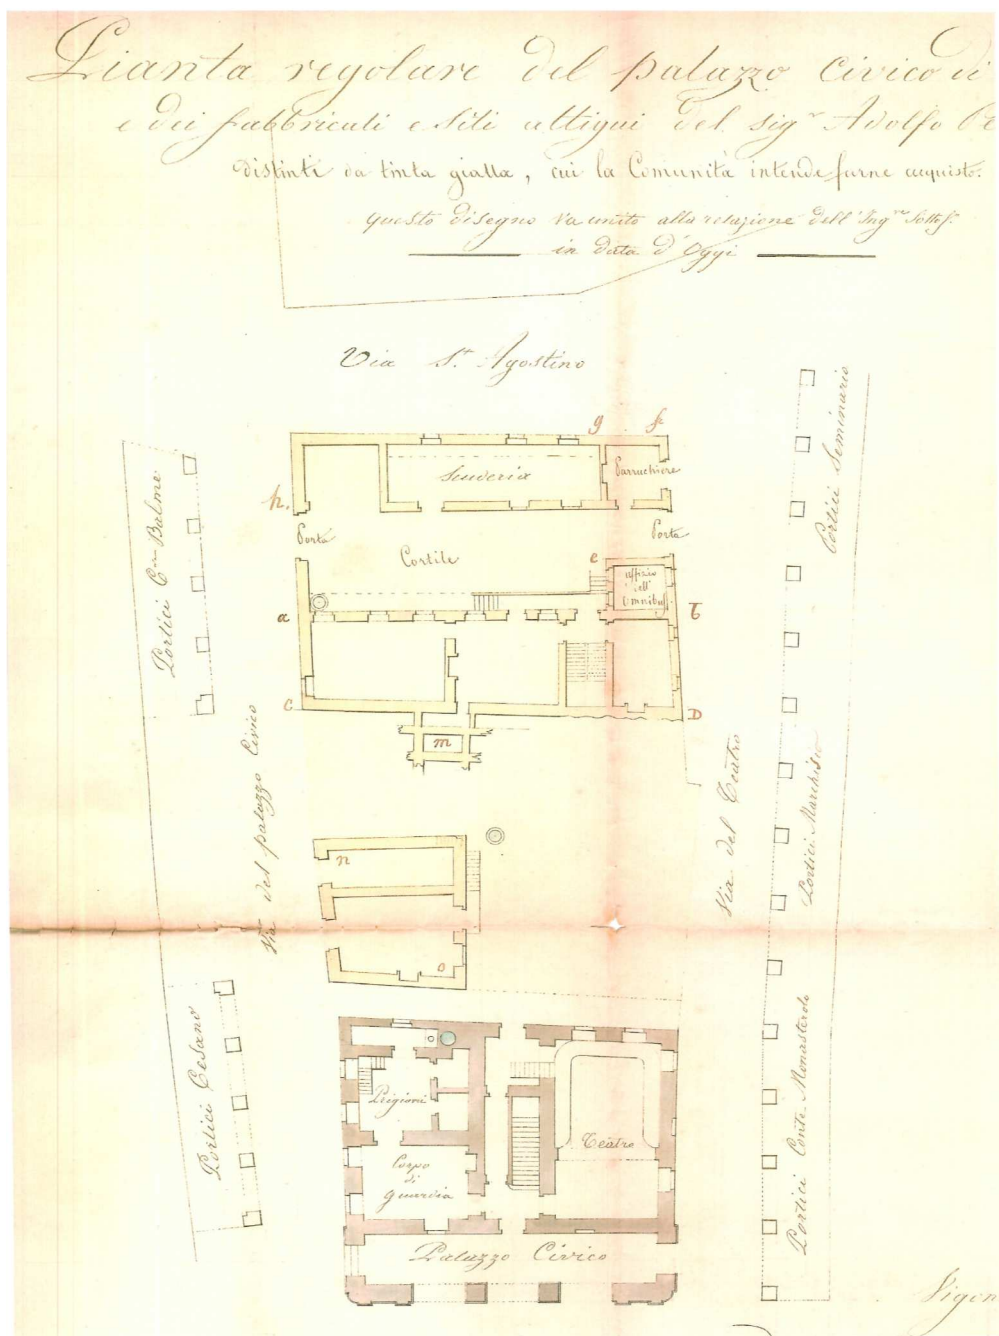 Pianta regolare del palazzo civico di
e dei fabbricati e siti attigui del sig.r Adolfo
distinti da tinta gialla, cui la Comunità intende farne acquisto.
questo disegno va unito alla relazione dell' Ing.re Sottos.
in data d'Oggi
Via S.t Agostino
g
f
Scuderia
Parruchiere
h.
Porta
Porta
Cortile
e
uffizio
dell'
Omnibus
a
b
C
D
m
Portici C.te Balme
Portici Seminario
Via del palazzo Civico
Via del Teatro
Portici Marchisio
n
o
Portici Cesano
Portici Conte Monasterolo
Prigioni
Teatro
Corpo
di
guardia
Palazzo Civico
Vigon